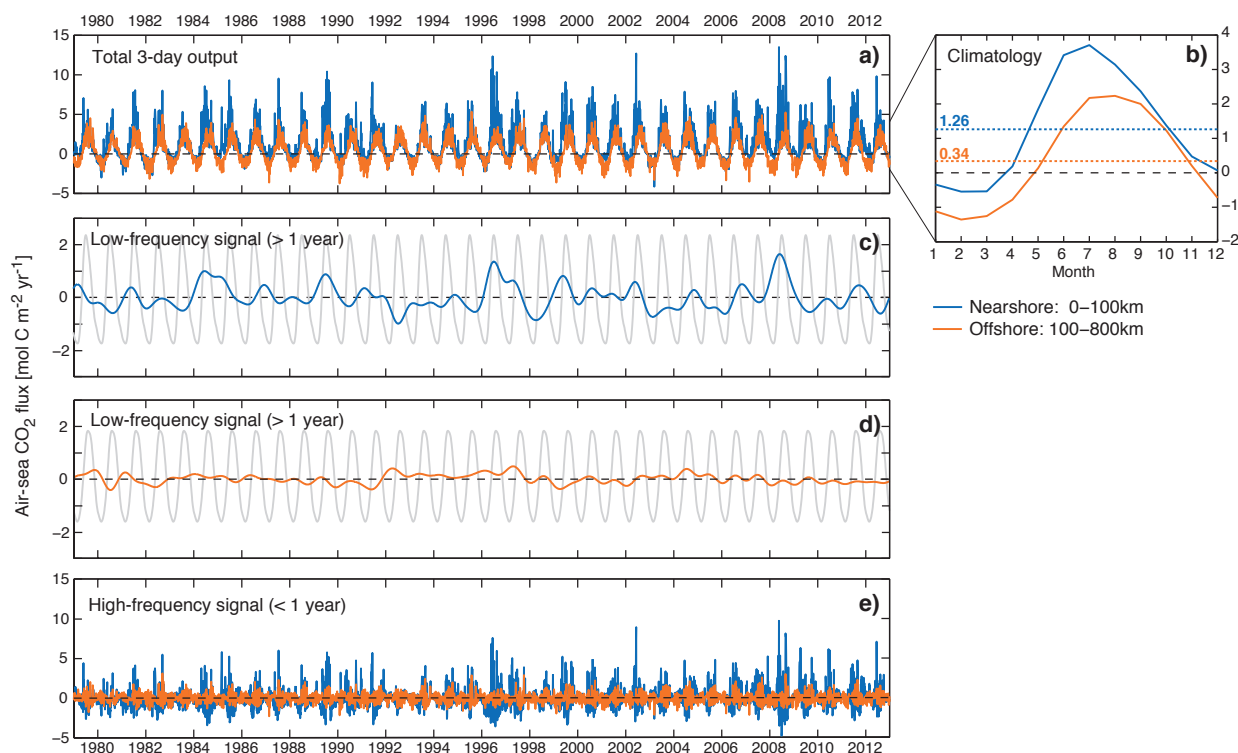 1980 1982 1984 1986 1988 1990 1992 1994 1996 1998 2000 2002 2004 2006 2008 2010 2012
15
10
5
0
−5
Total 3-day output
a)
Climatology
b)
4
3
2
1
0
-1
-2
1.26
0.34
1 2 3 4 5 6 7 8 9 10 11 12
Month
Low-frequency signal (> 1 year)
c)
2
0
−2
Nearshore: 0–100km
Offshore: 100–800km
Air-sea CO2 flux [mol C m−2 yr−1]
Low-frequency signal (> 1 year)
d)
2
0
−2
High-frequency signal (< 1 year)
e)
15
10
5
0
−5
1980 1982 1984 1986 1988 1990 1992 1994 1996 1998 2000 2002 2004 2006 2008 2010 2012